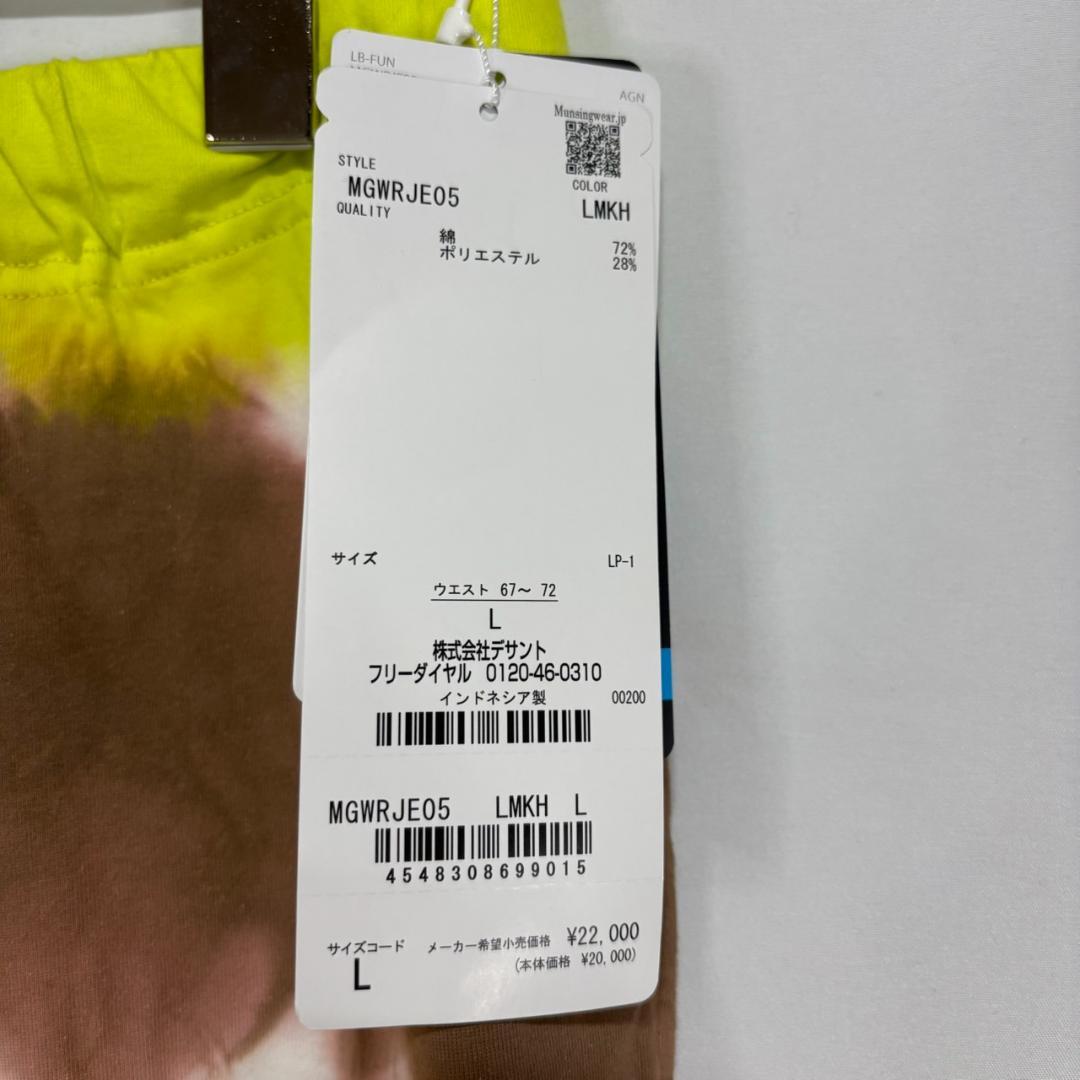 LB-FUN
AGN
Munsingwear.jp
STYLE
MGWRJE05
COLOR
LMKH
QUALITY
綿 72%
ポリエステル 28%
サイズ LP-1
ウエスト 67〜 72
L
株式会社デサント
フリーダイヤル 0120-46-0310
インドネシア製 00200
MGWRJE05 LMKH L
4548308699015
サイズコード メーカー希望小売価格 ¥22,000
L (本体価格 ¥20,000)